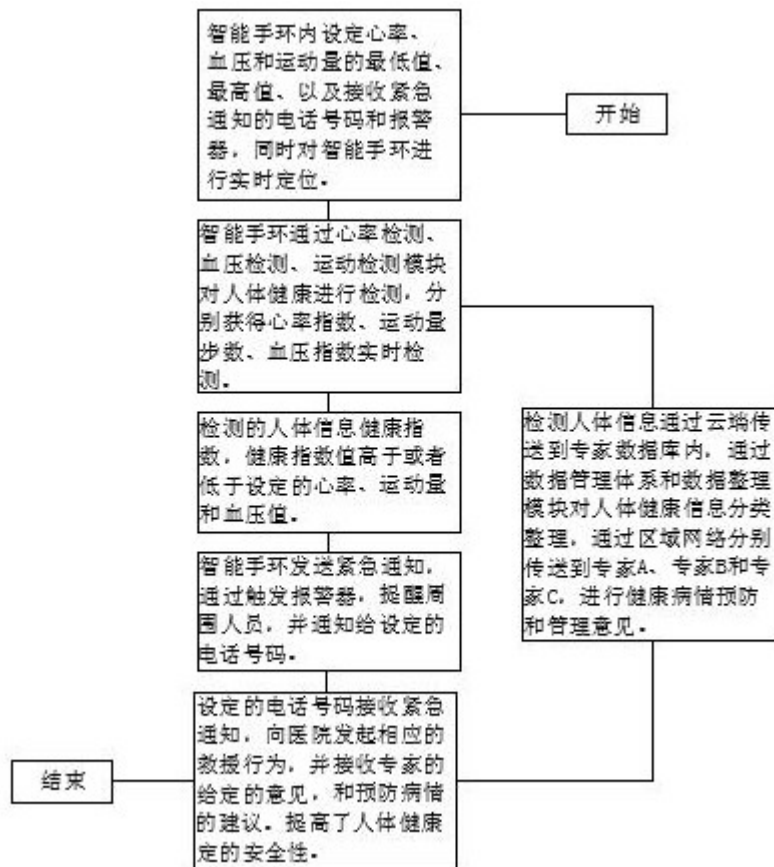 智能手环内设定心率、
血压和运动量的最低值、
最高值、以及接收紧急
通知的电话号码和报警
器，同时对智能手环进
行实时定位。
开始
智能手环通过心率检测、
血压检测、运动检测模块
对人体健康进行检测，分
别获得心率指数、运动量
步数、血压指数实时检
测。
检测的人体信息健康指
数，健康指数值高于或者
低于设定的心率、运动量
和血压值。
检测人体信息通过云端传
送到专家数据库内，通过
数据管理体系和数据整理
模块对人体健康信息分类
整理，通过区域网络分别
传送到专家A、专家B和专
家C，进行健康病情预防
和管理意见。
智能手环发送紧急通知，
通过触发报警器，提醒周
围人员，并通知给设定的
电话号码。
设定的电话号码接收紧急
通知，向医院发起相应的
救援行为，并接收专家的
给定的意见，和预防病情
的建议。提高了人体健康
定的安全性。
结束